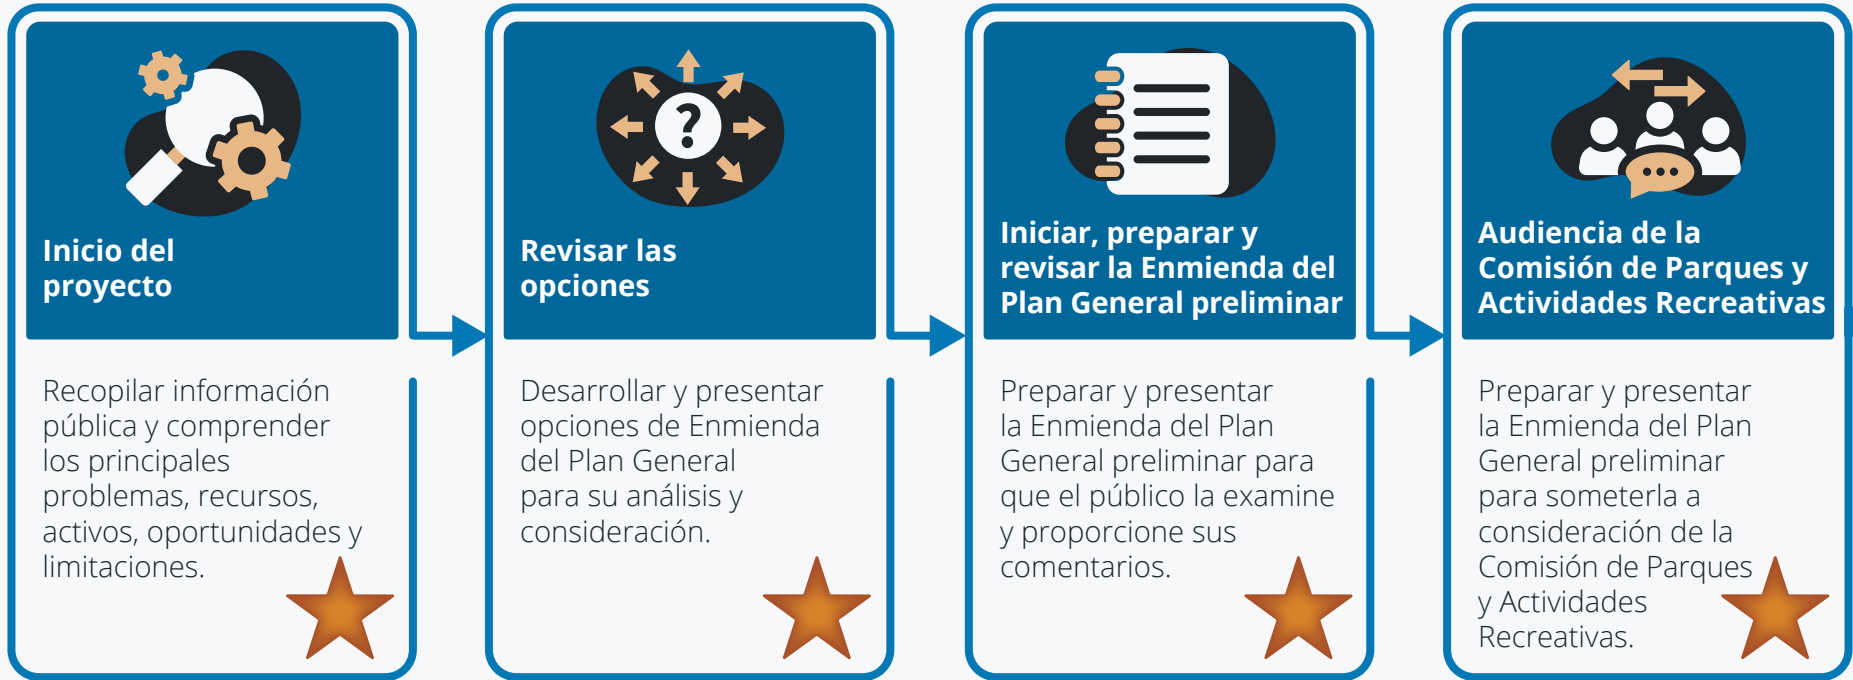 Inicio del
proyecto
Recopilar información
pública y comprender
los principales
problemas, recursos,
activos, oportunidades y
limitaciones.
?
Revisar las
opciones
Desarrollar y presentar
opciones de Enmienda
del Plan General
para su análisis y
consideración.
Iniciar, preparar y
revisar la Enmienda del
Plan General preliminar
Preparar y presentar
la Enmienda del Plan
General preliminar para
que el público la examine
y proporcione sus
comentarios.
Audiencia de la
Comisión de Parques y
Actividades Recreativas
Preparar y presentar
la Enmienda del Plan
General preliminar
para someterla a
consideración de la
Comisión de Parques
y Actividades
Recreativas.